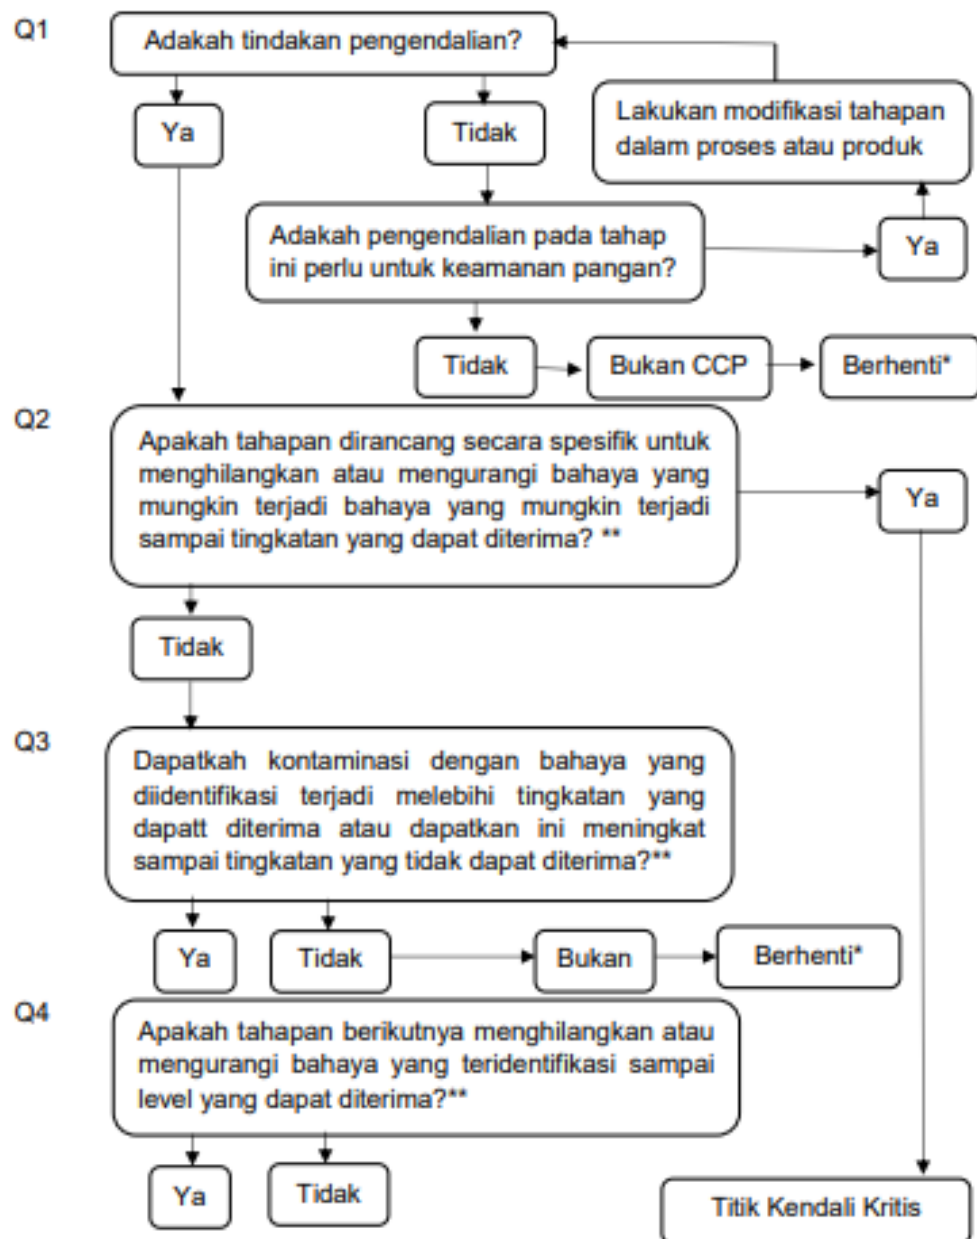 Q1
Adakah tindakan pengendalian?
Ya
Tidak
Lakukan modifikasi tahapan
dalam proses atau produk
Adakah pengendalian pada tahap
ini perlu untuk keamanan pangan?
Ya
Tidak
Bukan CCP
Berhenti*
Q2
Apakah tahapan dirancang secara spesifik untuk
menghilangkan atau mengurangi bahaya yang
mungkin terjadi bahaya yang mungkin terjadi
sampai tingkatan yang dapat diterima? **
Ya
Tidak
Q3
Dapatkah kontaminasi dengan bahaya yang
diidentifikasi terjadi melebihi tingkatan yang
dapatt diterima atau dapatkan ini meningkat
sampai tingkatan yang tidak dapat diterima?**
Ya
Tidak
Bukan
Berhenti*
Q4
Apakah tahapan berikutnya menghilangkan atau
mengurangi bahaya yang teridentifikasi sampai
level yang dapat diterima?**
Ya
Tidak
Titik Kendali Kritis